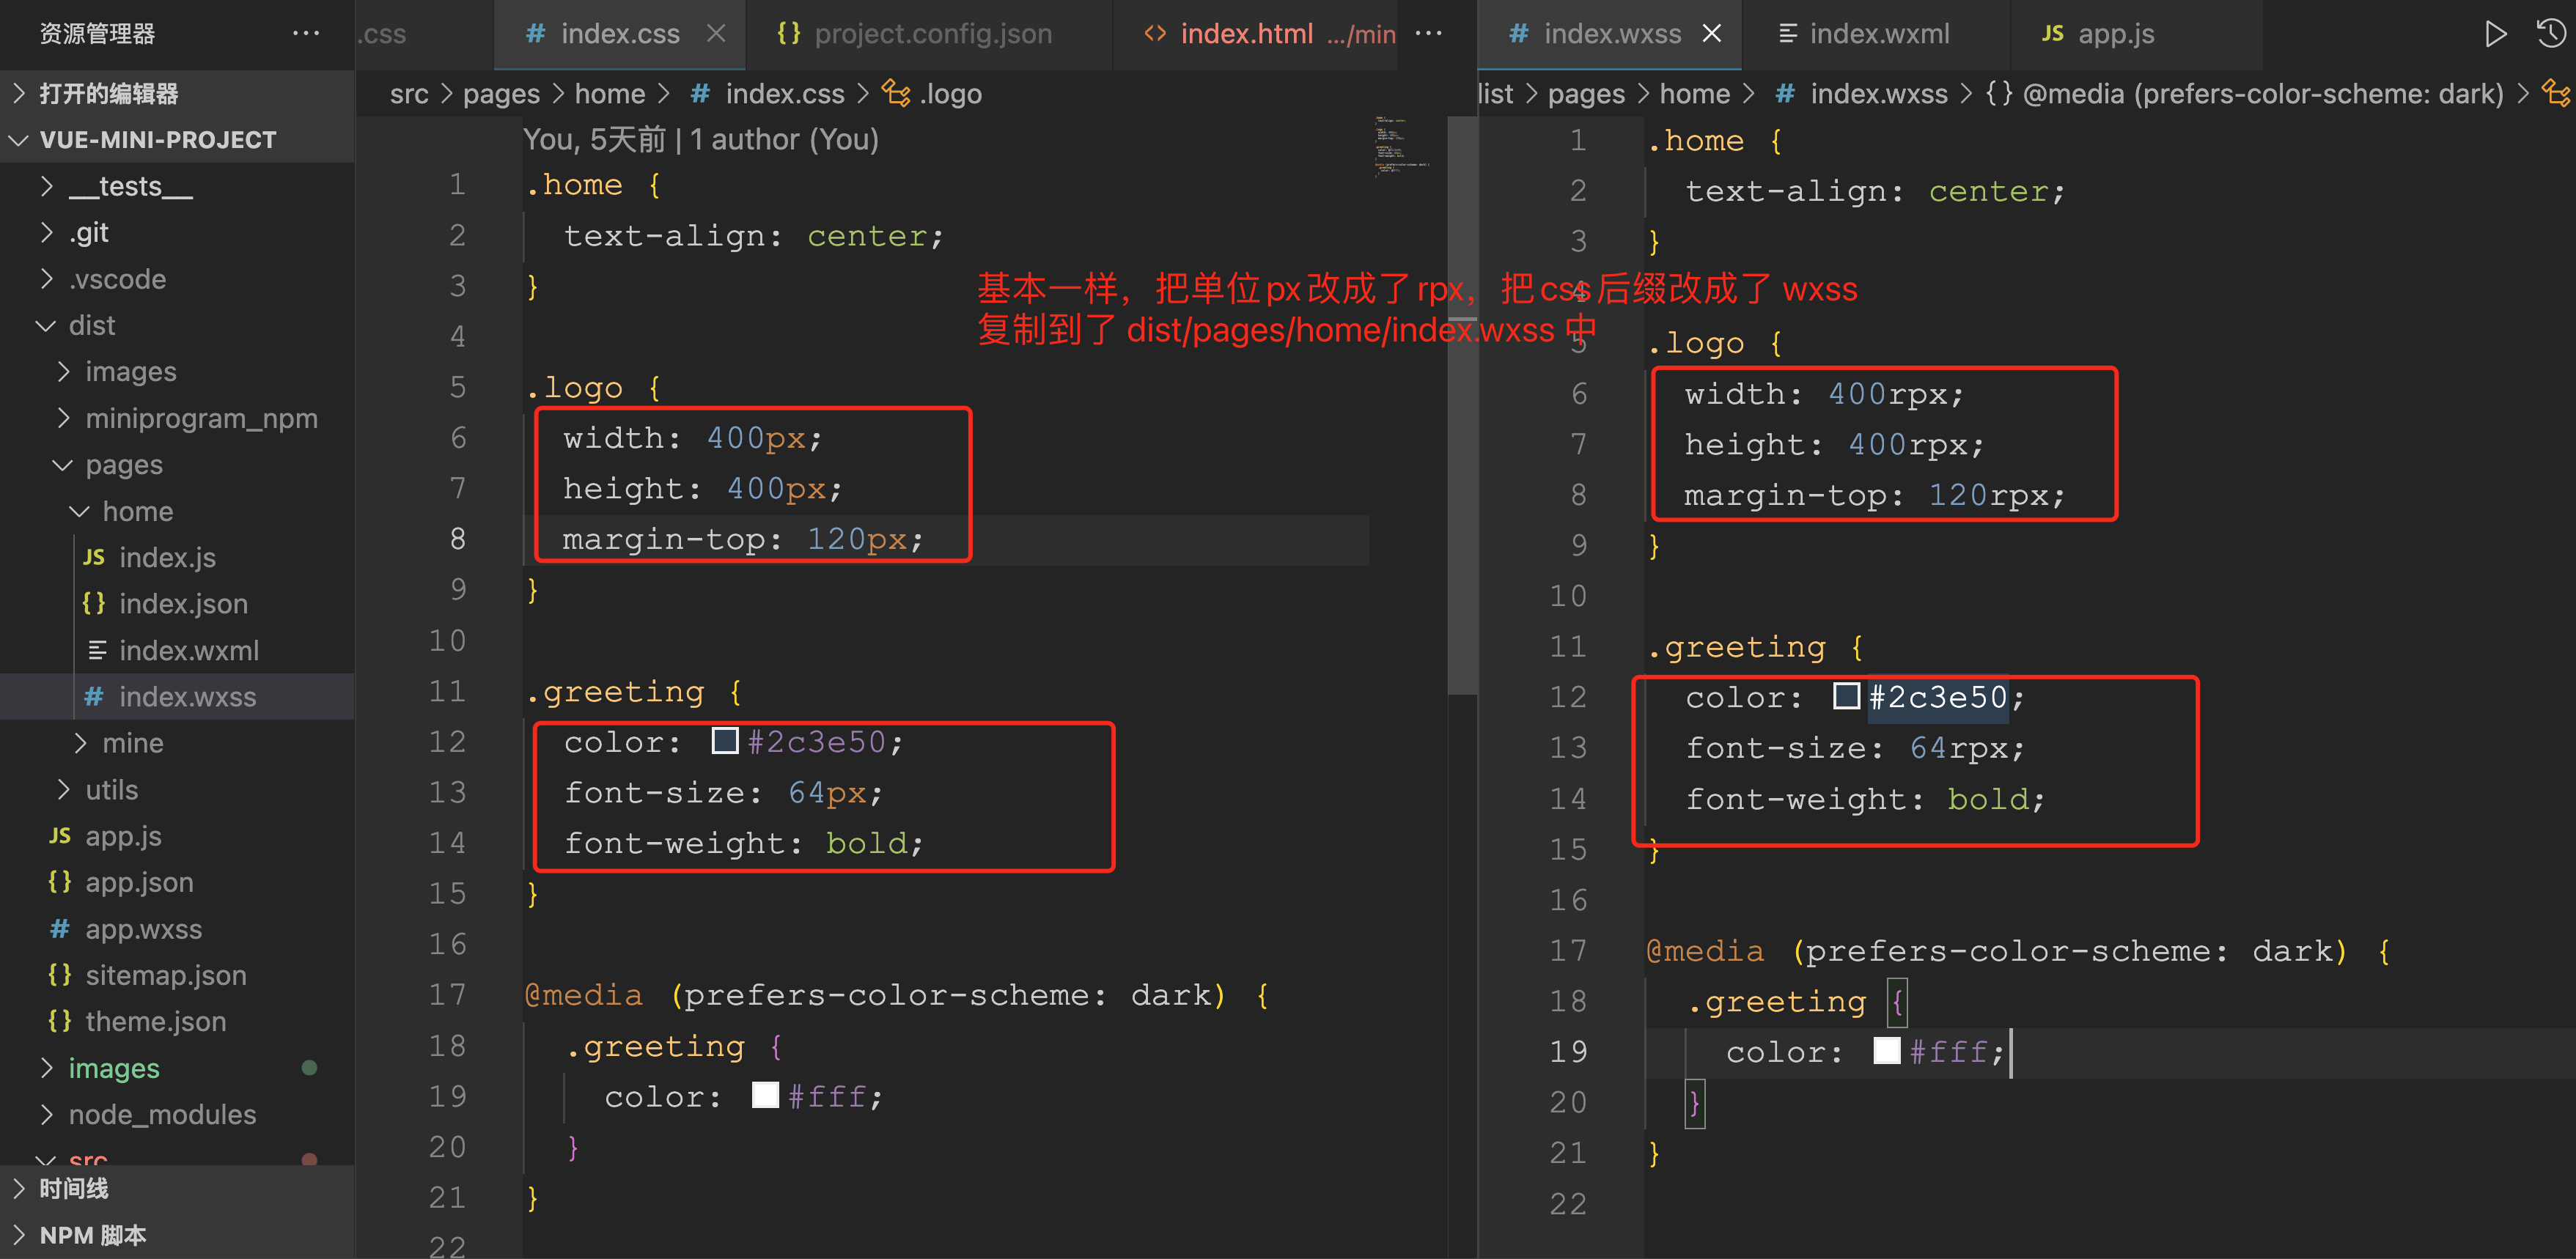 资源管理器
打开的编辑器
VUE-MINI-PROJECT
__tests__
.git
.vscode
dist
images
miniprogram_npm
pages
home
JS index.js
{} index.json
index.wxml
# index.wxss
mine
utils
JS app.js
{} app.json
# app.wxss
{} sitemap.json
{} theme.json
images
node_modules
src
时间线
NPM 脚本
.css
# index.css
{} project.config.json
<> index.html .../min
src > pages > home > # index.css > .logo
You, 5天前 | 1 author (You)
1 .home {
2 text-align: center;
3 }
4
5 .logo {
6 width: 400px;
7 height: 400px;
8 margin-top: 120px;
9 }
10
11 .greeting {
12 color: #2c3e50;
13 font-size: 64px;
14 font-weight: bold;
15 }
16
17 @media (prefers-color-scheme: dark) {
18 .greeting {
19 color: #fff;
20 }
21 }
22
基本一样，把单位px改成了rpx，把css后缀改成了 wxss
复制到了 dist/pages/home/index.wxss 中
# index.wxss
index.wxml
JS app.js
list > pages > home > # index.wxss > {} @media (prefers-color-scheme: dark) >
1 .home {
2 text-align: center;
3 }
4
5 .logo {
6 width: 400rpx;
7 height: 400rpx;
8 margin-top: 120rpx;
9 }
10
11 .greeting {
12 color: #2c3e50;
13 font-size: 64rpx;
14 font-weight: bold;
15 }
16
17 @media (prefers-color-scheme: dark) {
18 .greeting {
19 color: #fff;
20 }
21 }
22